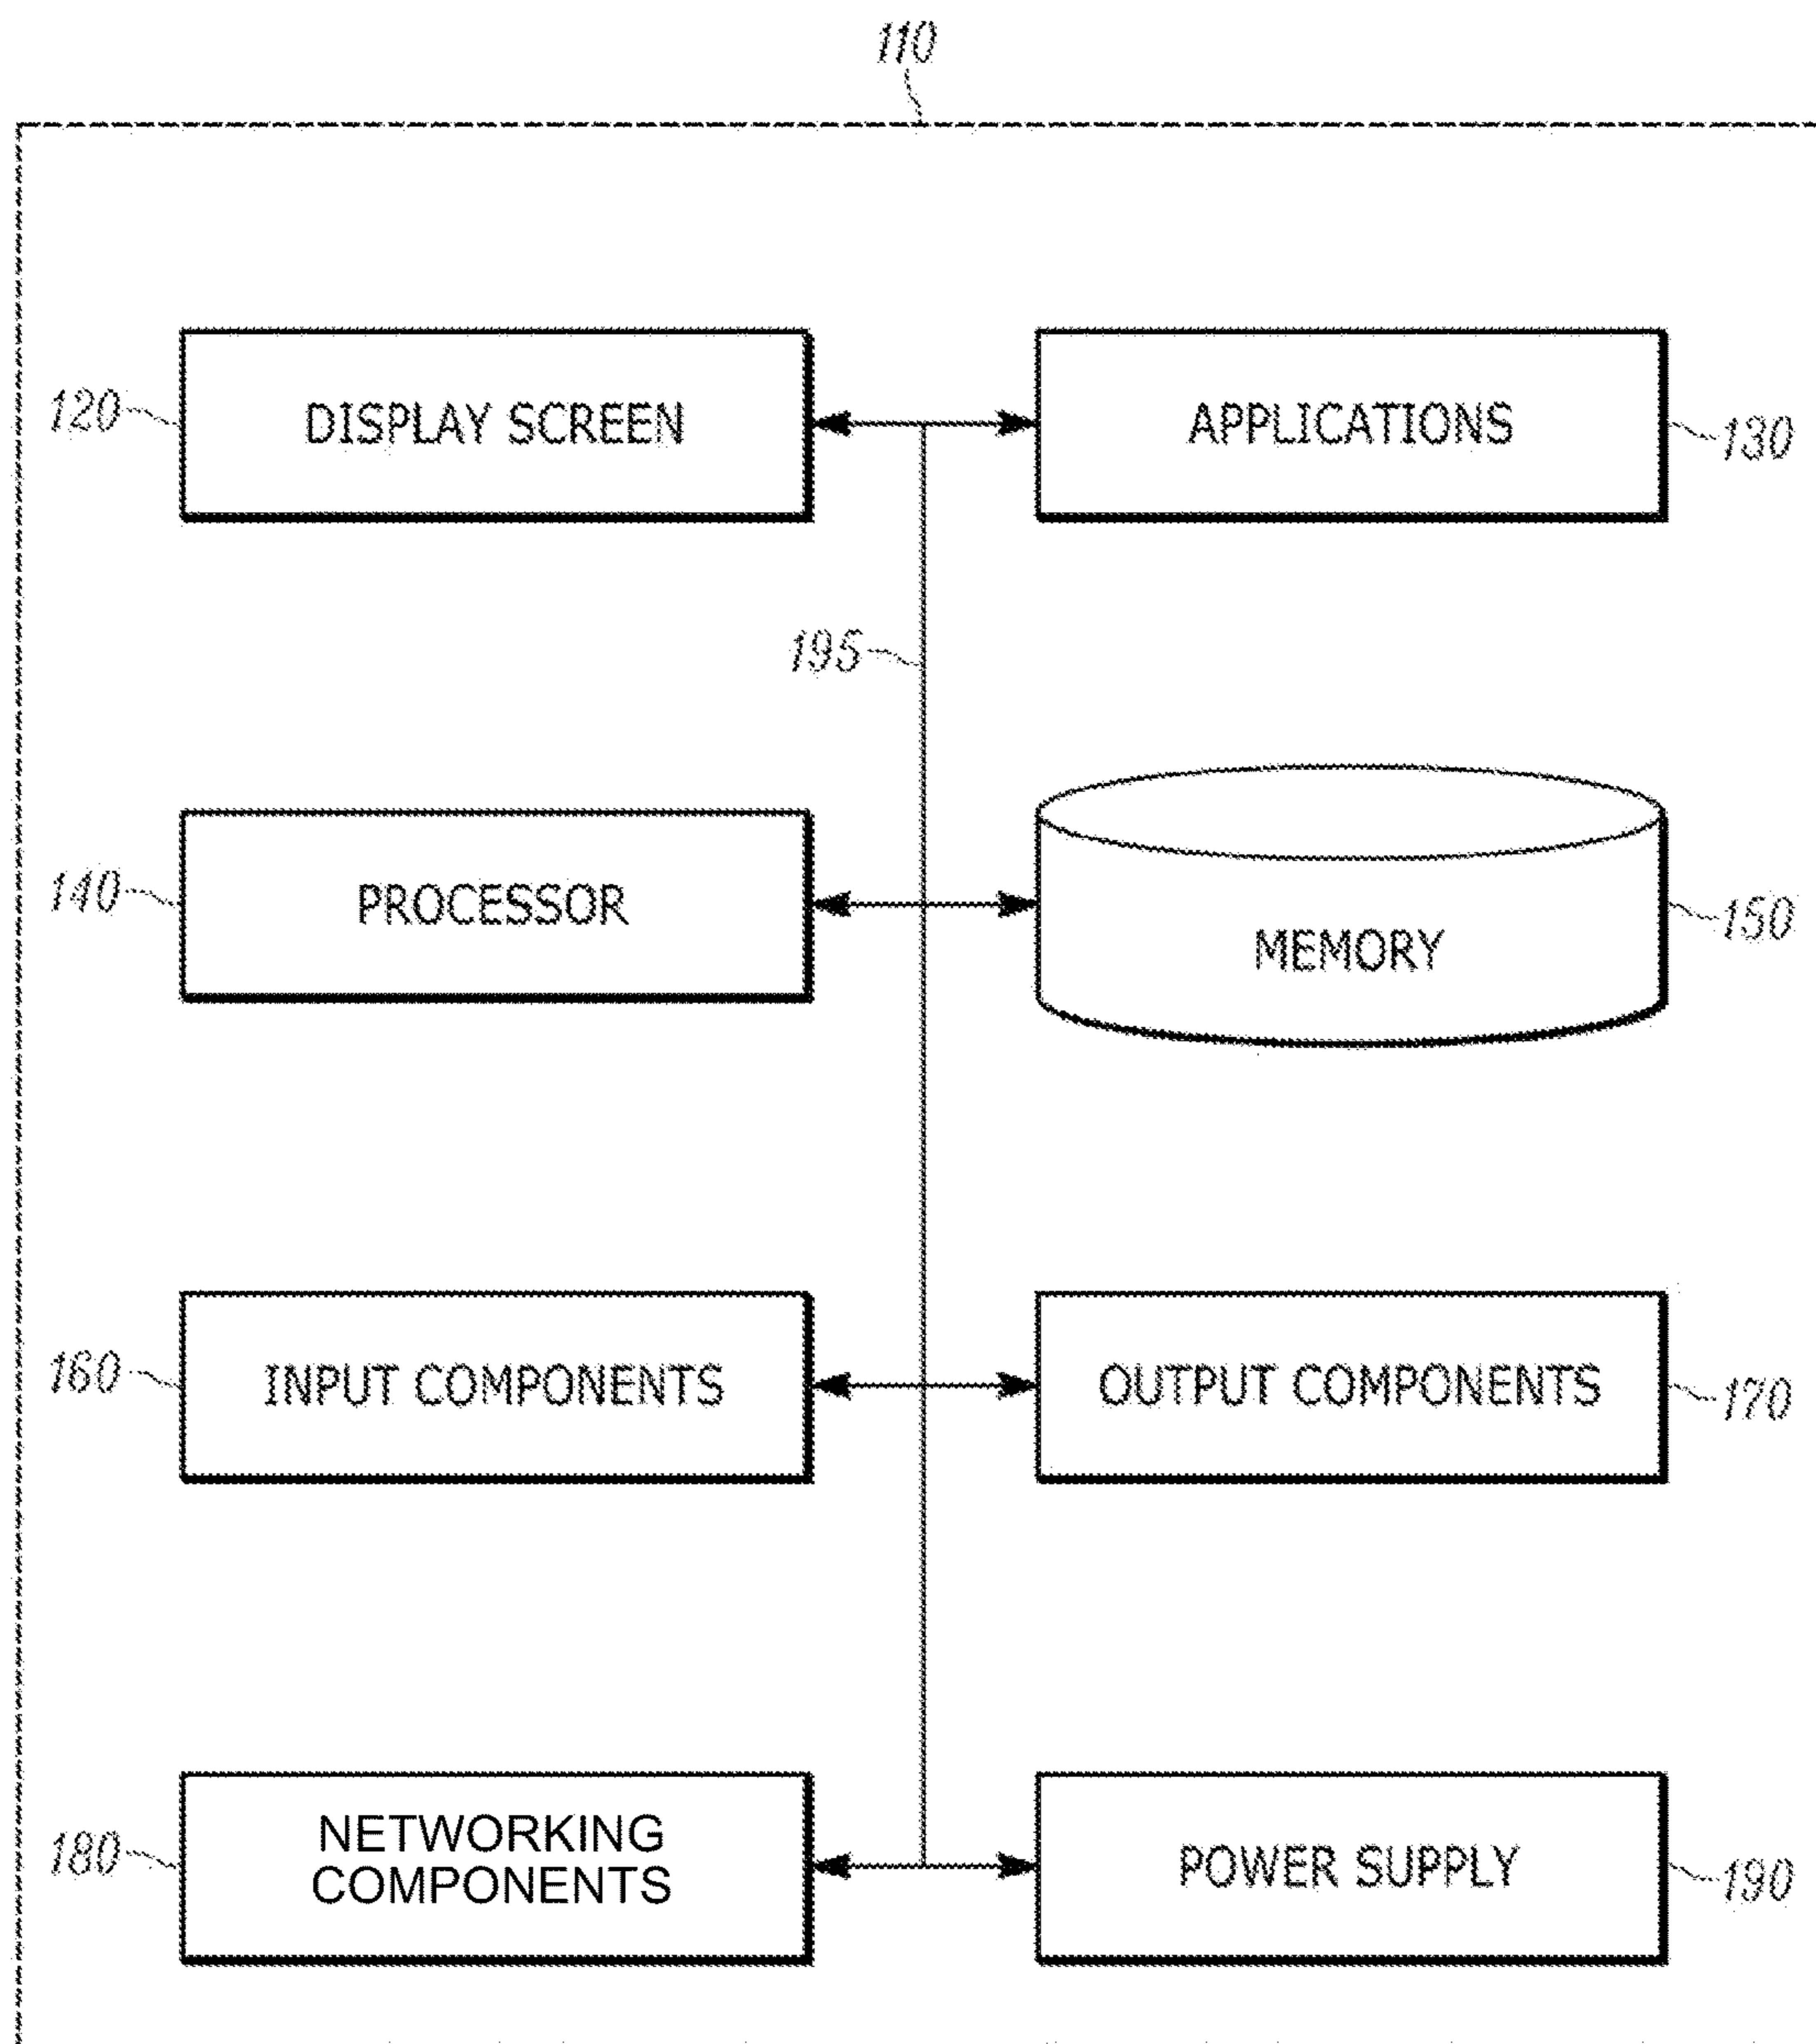 110
120
DISPLAY SCREEN
APPLICATIONS
130
195
140
PROCESSOR
MEMORY
150
160
INPUT COMPONENTS
OUTPUT COMPONENTS
170
180
NETWORKING
COMPONENTS
POWER SUPPLY
190